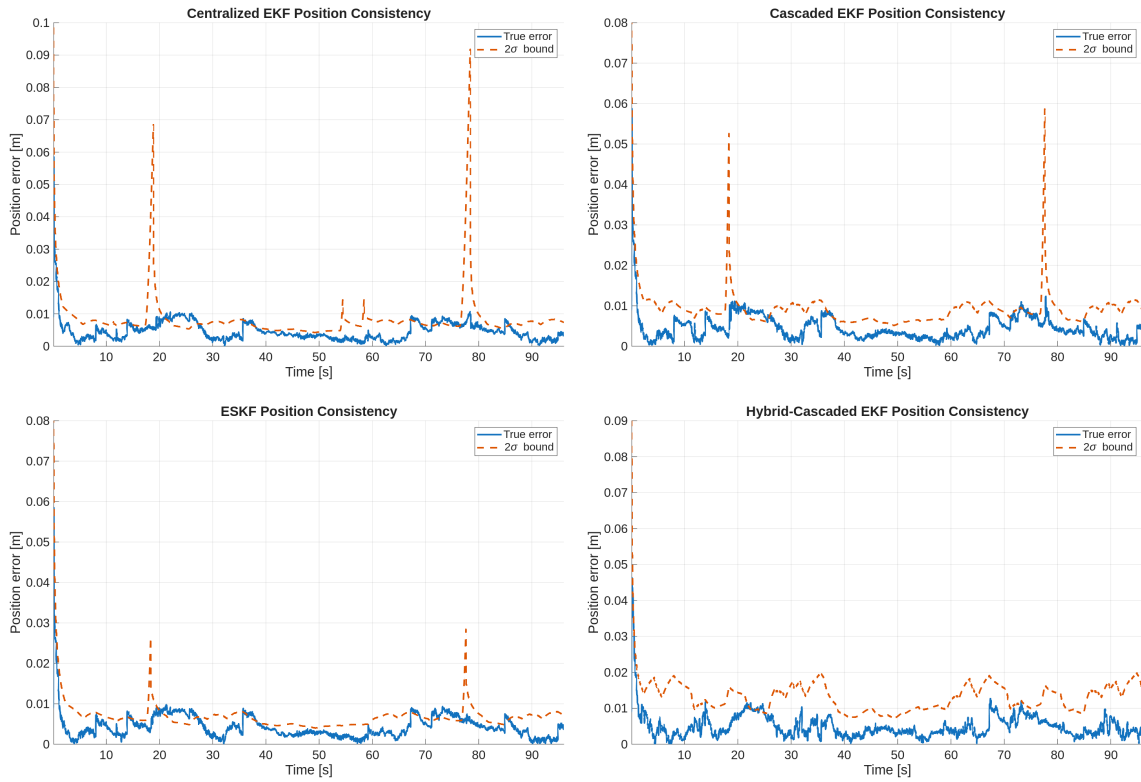 Centralized EKF Position Consistency
True error
2σ bound
Position error [m]
0.1
0.09
0.08
0.07
0.06
0.05
0.04
0.03
0.02
0.01
0
10 20 30 40 50 60 70 80 90
Time [s]
Cascaded EKF Position Consistency
True error
2σ bound
Position error [m]
0.08
0.07
0.06
0.05
0.04
0.03
0.02
0.01
0
10 20 30 40 50 60 70 80 90
Time [s]
ESKF Position Consistency
True error
2σ bound
Position error [m]
0.08
0.07
0.06
0.05
0.04
0.03
0.02
0.01
0
10 20 30 40 50 60 70 80 90
Time [s]
Hybrid-Cascaded EKF Position Consistency
True error
2σ bound
Position error [m]
0.09
0.08
0.07
0.06
0.05
0.04
0.03
0.02
0.01
0
10 20 30 40 50 60 70 80 90
Time [s]